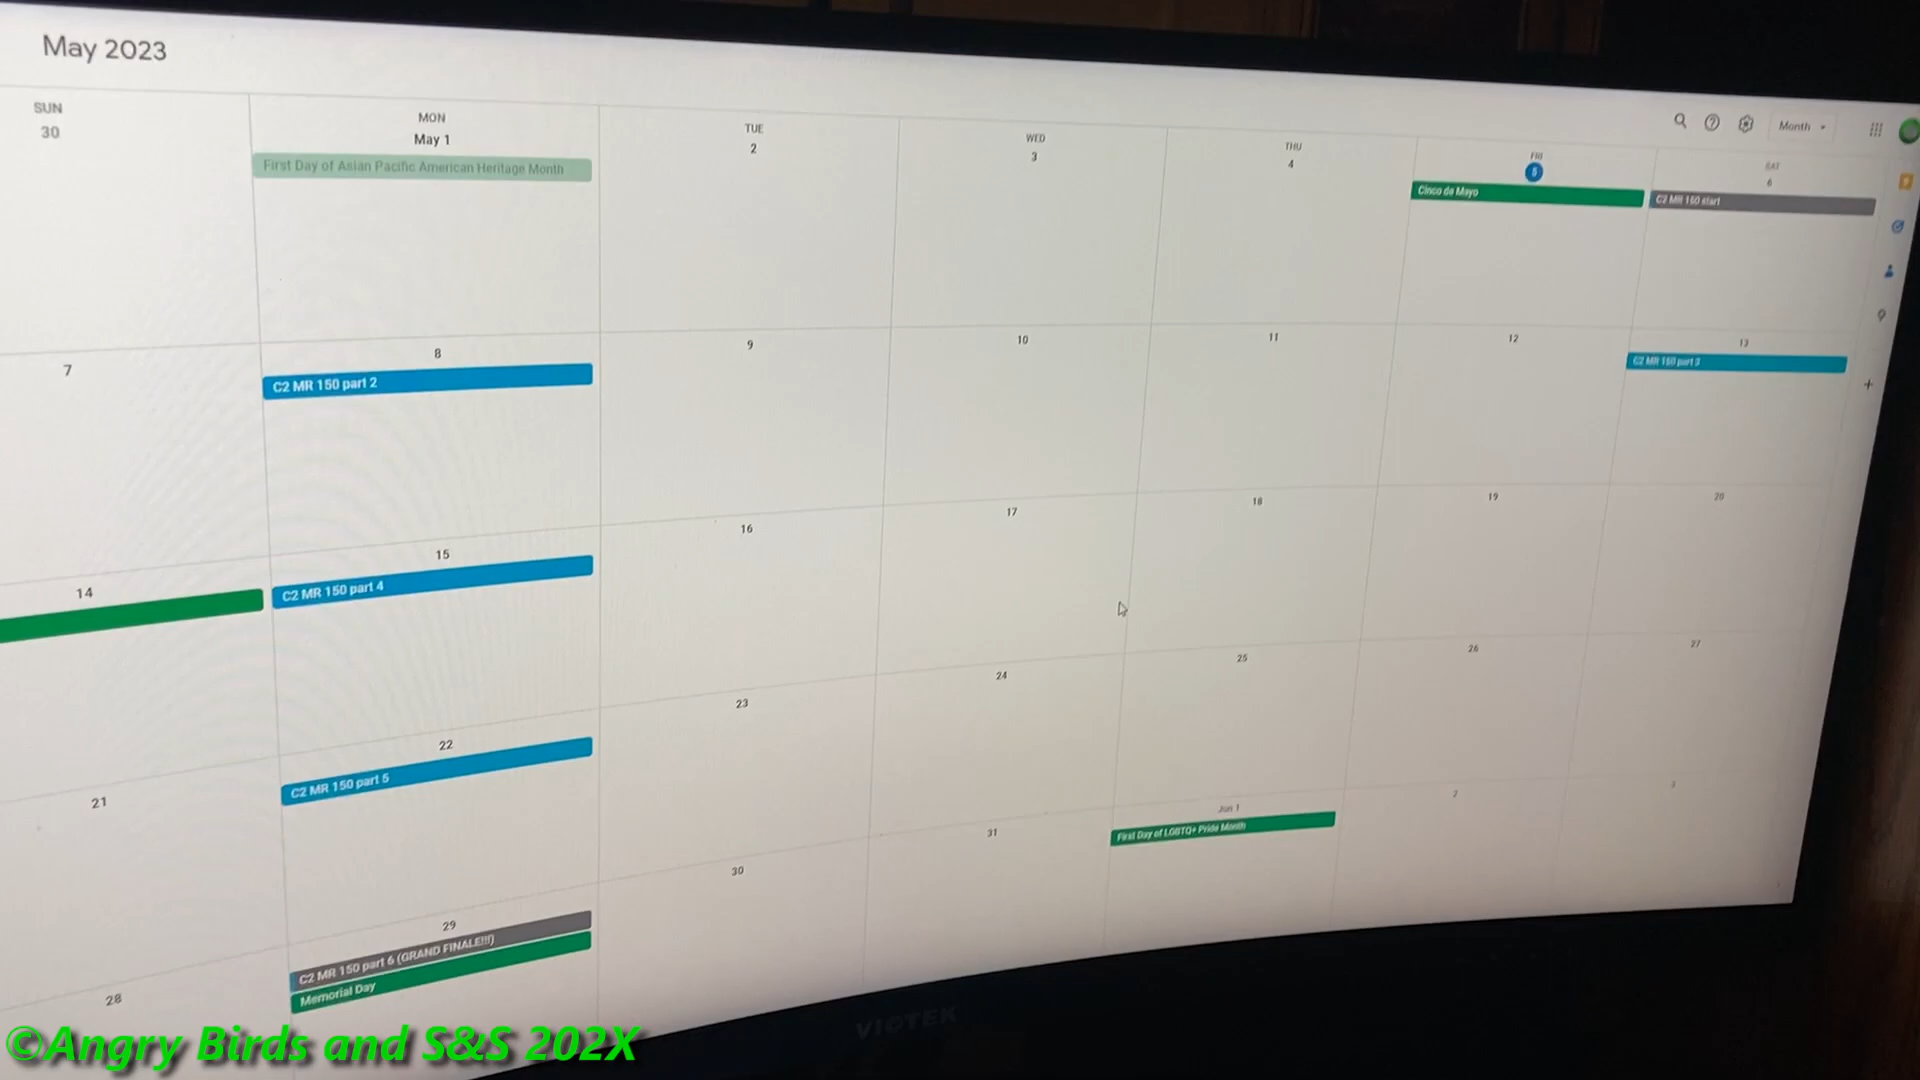 May 2023
SUN
30
MON
May 1
First Day of Asian Pacific American Heritage Month
TUE
2
WED
3
THU
4
FRI
5
Cinco de Mayo
SAT
6
C2 MR 150 start
Month
7
8
C2 MR 150 part 2
9
10
11
12
13
C2 MR 150 part 3
14
15
C2 MR 150 part 4
16
17
18
19
20
21
22
C2 MR 150 part 5
23
24
25
26
27
28
29
C2 MR 150 part 6 (GRAND FINALE!!!)
Memorial Day
30
31
Jun 1
First Day of LGBTQ+ Pride Month
2
3
VIOTEK
©Angry Birds and S&S 202X